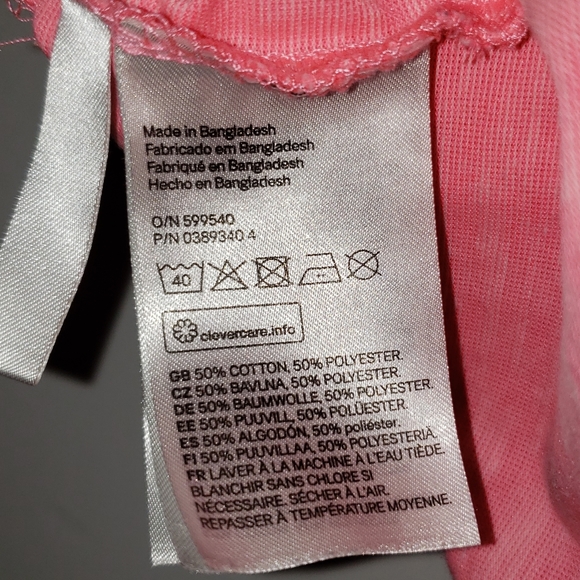 Made in Bangladesh
Fabricado em Bangladesh
Fabriqué en Bangladesh
Hecho en Bangladesh
O/N 599540
P/N 0389340 4
40
clevercare.info
GB 50% COTTON, 50% POLYESTER.
CZ 50% BAVLNA, 50% POLYESTER.
DE 50% BAUMWOLLE, 50% POLYESTER.
EE 50% PUUVILL, 50% POLÜESTER.
ES 50% ALGODÓN, 50% poliéster.
FI 50% PUUVILLAA, 50% POLYESTERIA.
FR LAVER À LA MACHINE À L'EAU TIÈDE.
BLANCHIR SANS CHLORE SI
NÉCESSAIRE. SÉCHER À L'AIR.
REPASSER À TEMPÉRATURE MOYENNE.